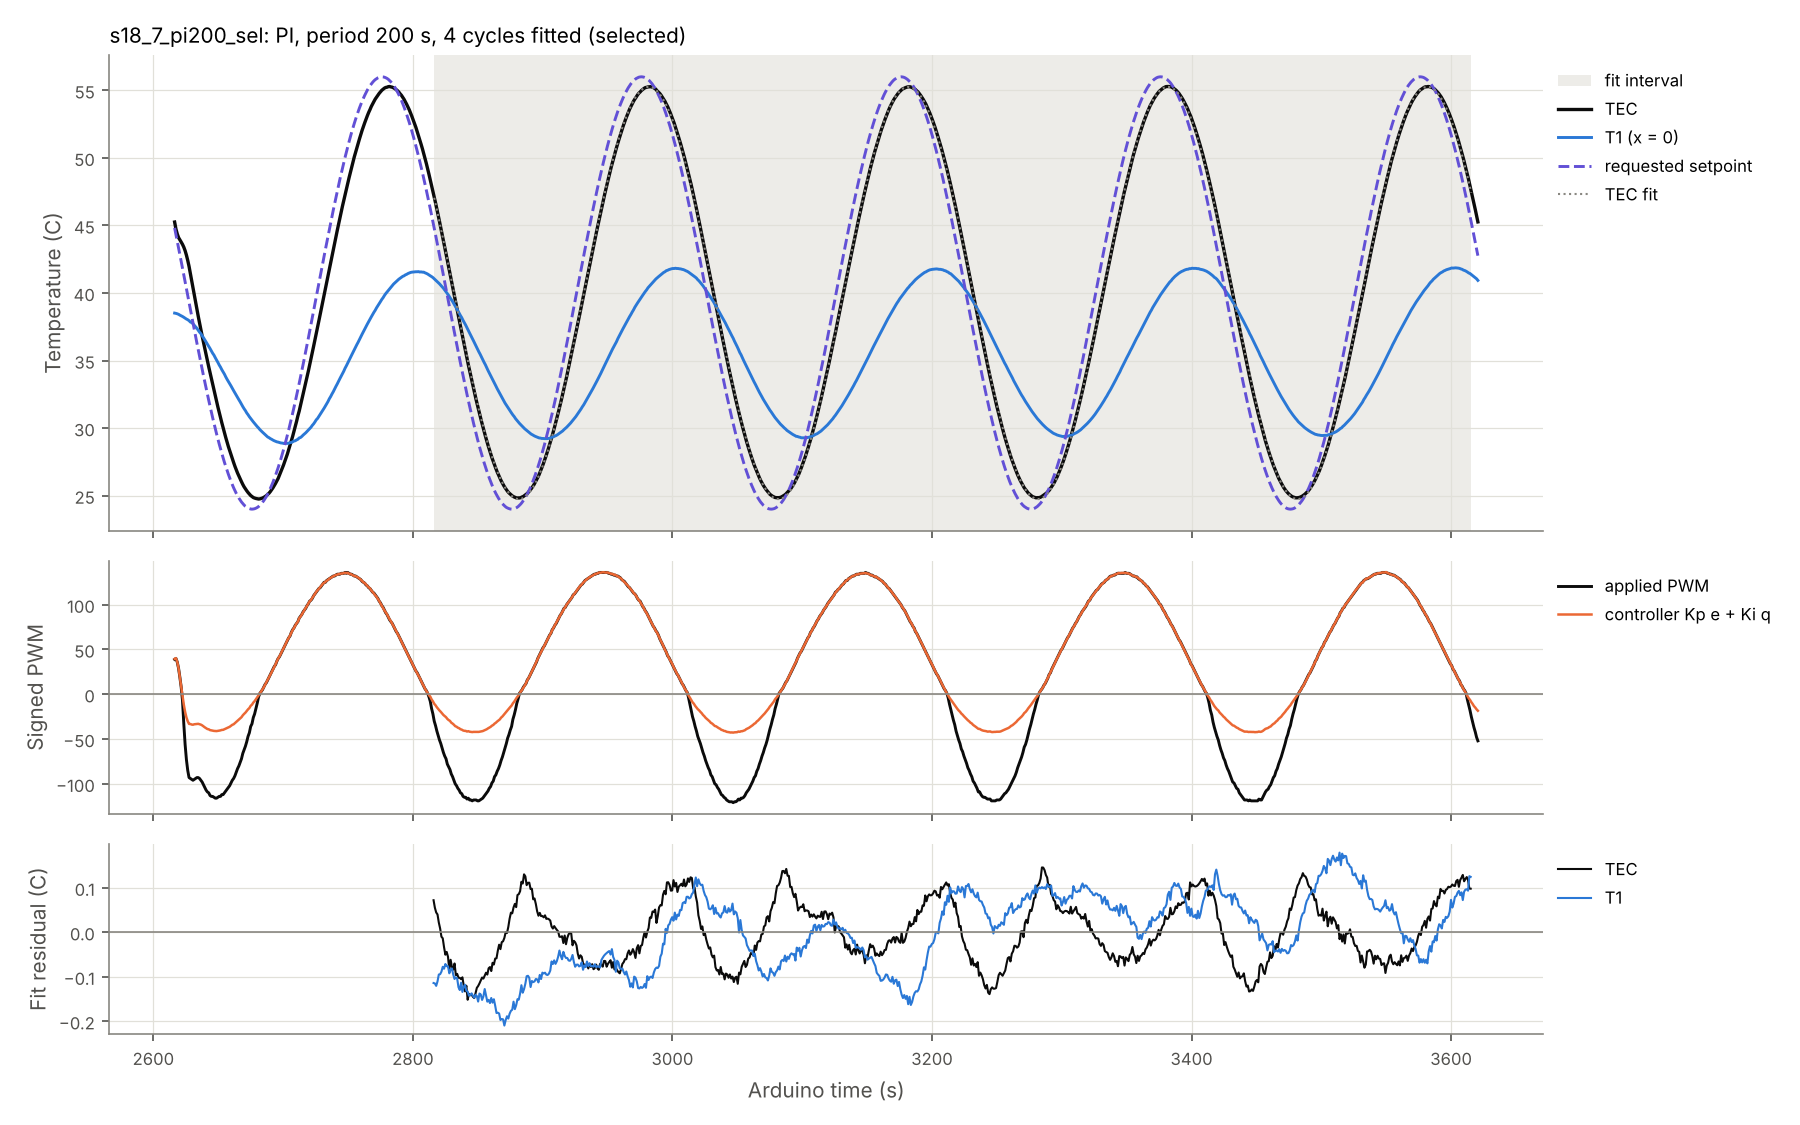 s18_7_pi200_sel: PI, period 200 s, 4 cycles fitted (selected)
Temperature (C)
55
50
45
40
35
30
25
fit interval
TEC
T1 (x = 0)
requested setpoint
TEC fit
Signed PWM
100
50
0
−50
−100
applied PWM
controller Kp e + Ki q
Fit residual (C)
0.1
0.0
−0.1
−0.2
TEC
T1
2600 2800 3000 3200 3400 3600
Arduino time (s)